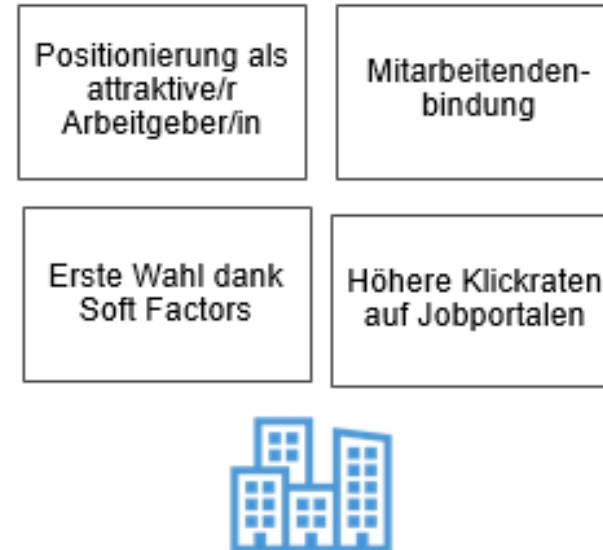 Positionierung als
attraktive/r
Arbeitgeber/in
Mitarbeitenden-
bindung
Erste Wahl dank
Soft Factors
Höhere Klickraten
auf Jobportalen